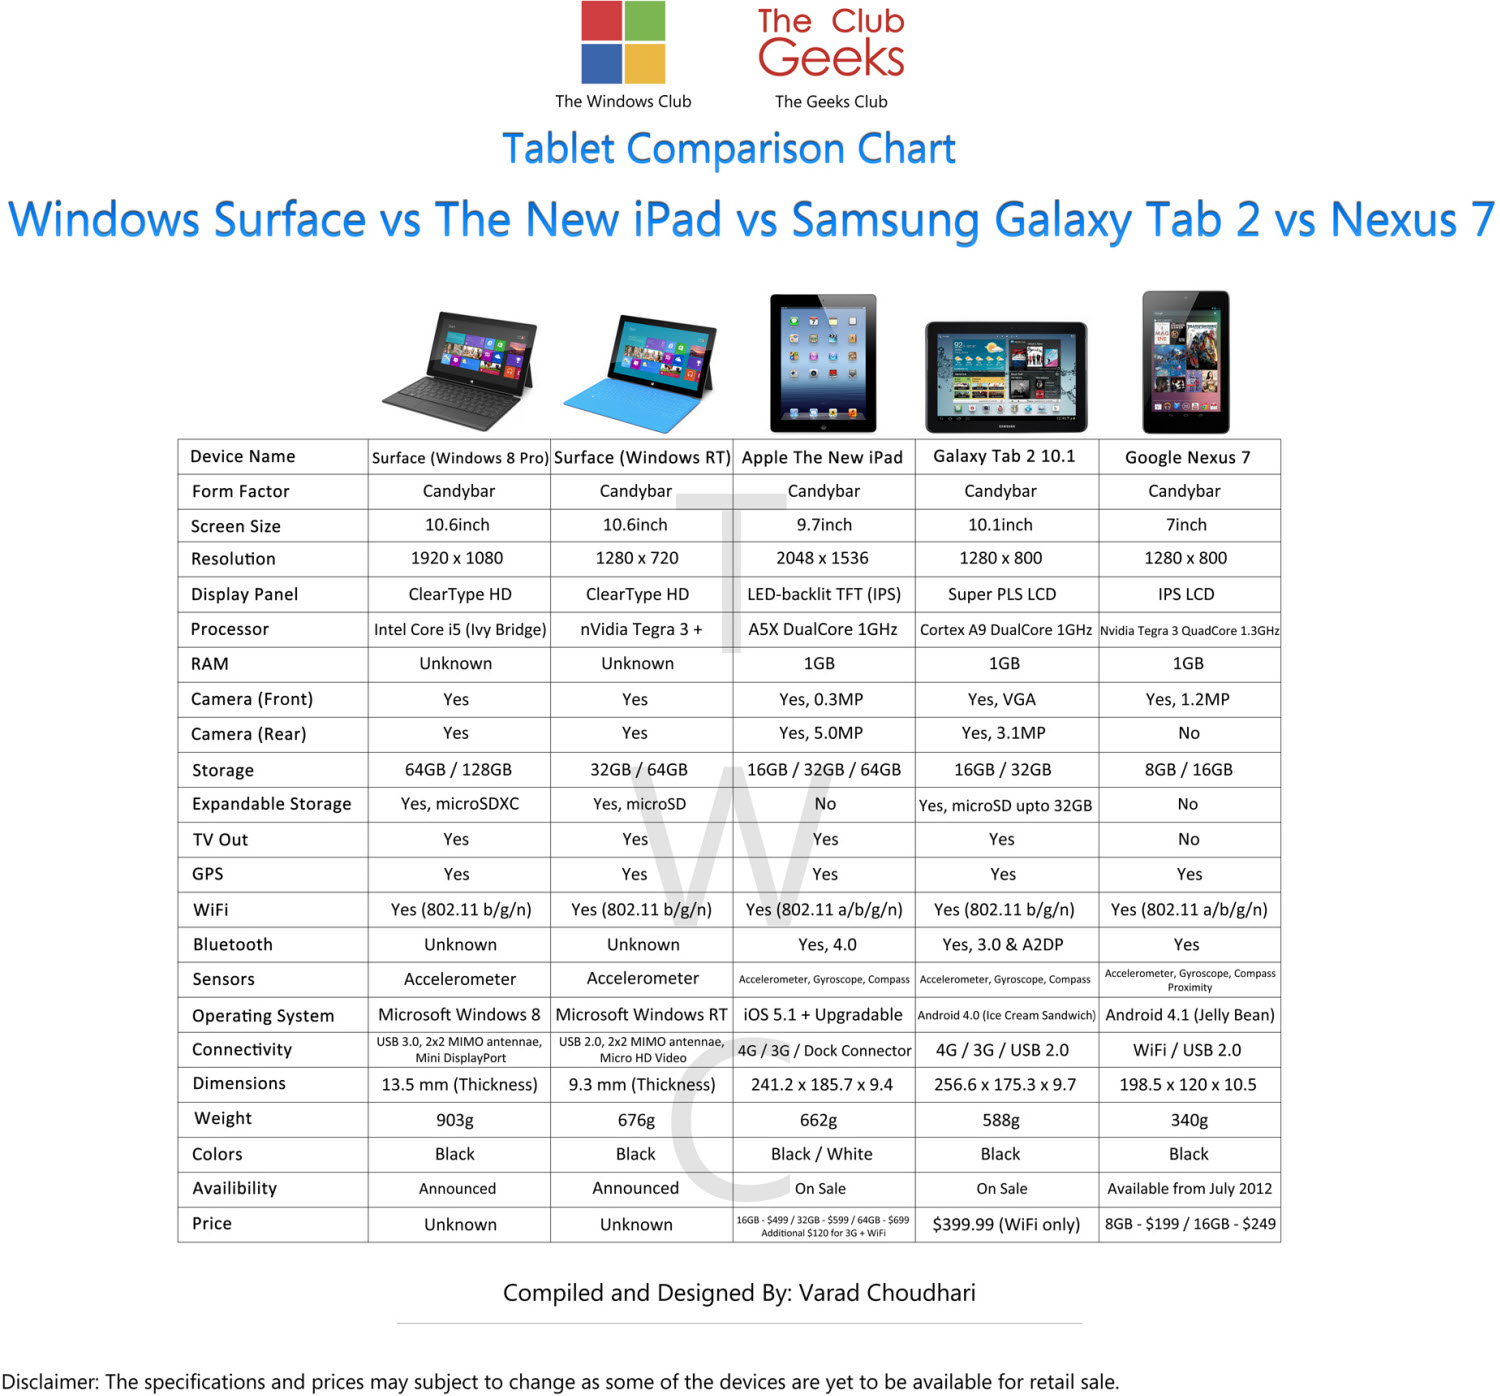 The Club
Geeks
The Windows Club
The Geeks Club
Tablet Comparison Chart
Windows Surface vs The New iPad vs Samsung Galaxy Tab 2 vs Nexus 7
Device Name Surface (Windows 8 Pro) Surface (Windows RT) Apple The New iPad Galaxy Tab 2 10.1 Google Nexus 7
Form Factor Candybar Candybar Candybar Candybar Candybar
Screen Size 10.6inch 10.6inch 9.7inch 10.1inch 7inch
Resolution 1920 x 1080 1280 x 720 2048 x 1536 1280 x 800 1280 x 800
Display Panel ClearType HD ClearType HD LED-backlit TFT (IPS) Super PLS LCD IPS LCD
Processor Intel Core i5 (Ivy Bridge) nVidia Tegra 3 + A5X DualCore 1GHz Cortex A9 DualCore 1GHz Nvidia Tegra 3 QuadCore 1.3GHz
RAM Unknown Unknown 1GB 1GB 1GB
Camera (Front) Yes Yes Yes, 0.3MP Yes, VGA Yes, 1.2MP
Camera (Rear) Yes Yes Yes, 5.0MP Yes, 3.1MP No
Storage 64GB / 128GB 32GB / 64GB 16GB / 32GB / 64GB 16GB / 32GB 8GB / 16GB
Expandable Storage Yes, microSDXC Yes, microSD No Yes, microSD upto 32GB No
TV Out Yes Yes Yes Yes No
GPS Yes Yes Yes Yes Yes
WiFi Yes (802.11 b/g/n) Yes (802.11 b/g/n) Yes (802.11 a/b/g/n) Yes (802.11 b/g/n) Yes (802.11 a/b/g/n)
Bluetooth Unknown Unknown Yes, 4.0 Yes, 3.0 & A2DP Yes
Sensors Accelerometer Accelerometer Accelerometer, Gyroscope, Compass Accelerometer, Gyroscope, Compass Accelerometer, Gyroscope, Compass
Proximity
Operating System Microsoft Windows 8 Microsoft Windows RT iOS 5.1 + Upgradable Android 4.0 (Ice Cream Sandwich) Android 4.1 (Jelly Bean)
Connectivity USB 3.0, 2x2 MIMO antennae, USB 2.0, 2x2 MIMO antennae, 4G / 3G / Dock Connector 4G / 3G / USB 2.0 WiFi / USB 2.0
Mini DisplayPort Micro HD Video
Dimensions 13.5 mm (Thickness) 9.3 mm (Thickness) 241.2 x 185.7 x 9.4 256.6 x 175.3 x 9.7 198.5 x 120 x 10.5
Weight 903g 676g 662g 588g 340g
Colors Black Black Black / White Black Black
Availibility Announced Announced On Sale On Sale Available from July 2012
Price Unknown Unknown 16GB - $499 / 32GB - $599 / 64GB - $699 $399.99 (WiFi only) 8GB - $199 / 16GB - $249
Additional $120 for 3G + WiFi
T
W
C
Compiled and Designed By: Varad Choudhari
Disclaimer: The specifications and prices may subject to change as some of the devices are yet to be available for retail sale.